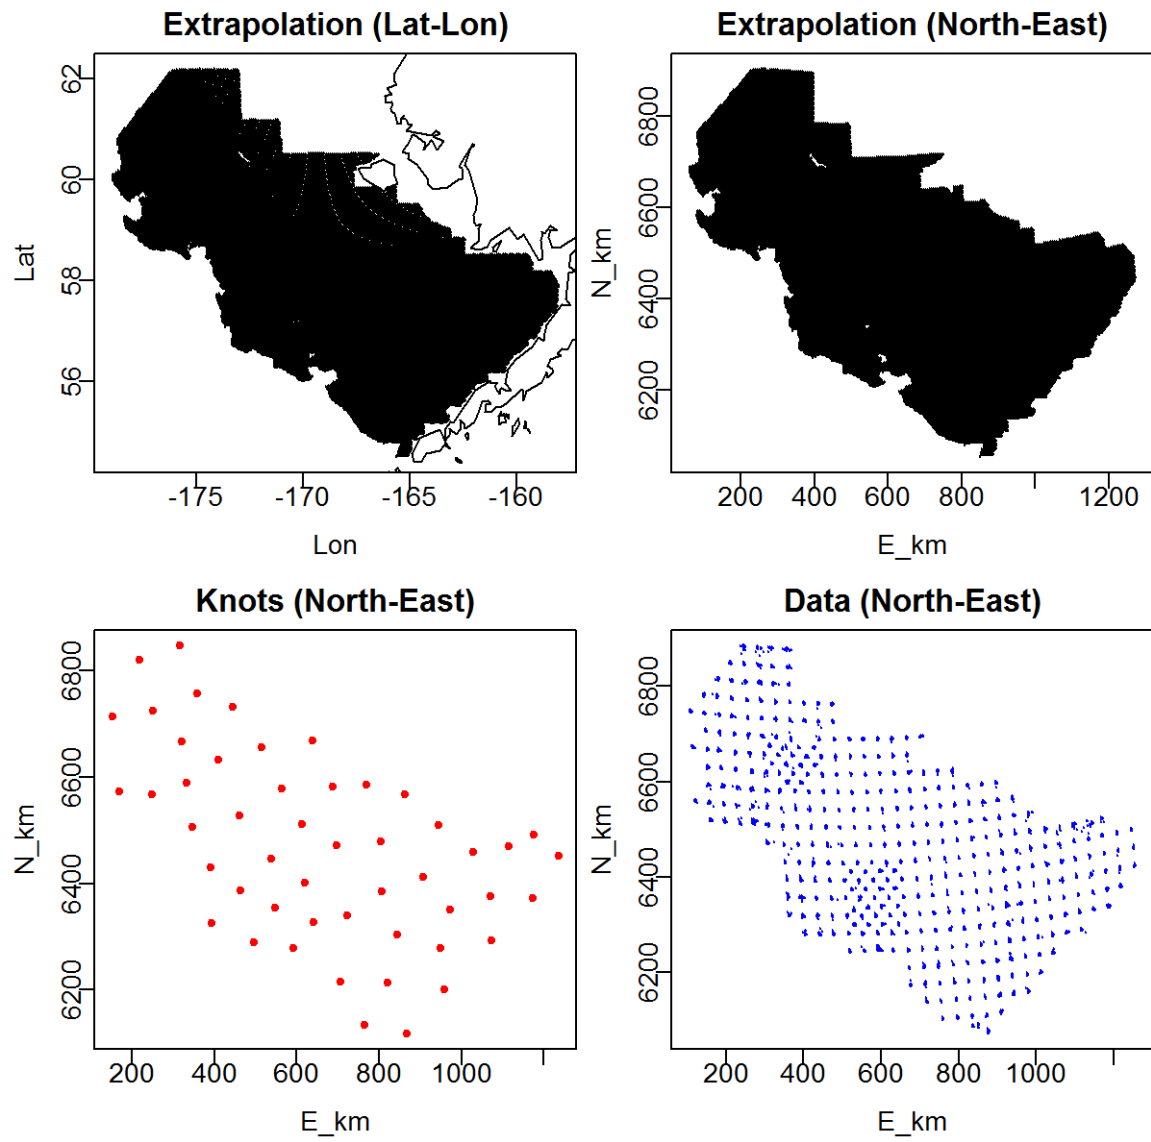 Extrapolation (Lat-Lon)
Lat
62
60
58
56
-175 -170 -165 -160
Lon
Extrapolation (North-East)
N_km
6800
6600
6400
6200
200 400 600 800 1200
E_km
Knots (North-East)
N_km
6800
6600
6400
6200
200 400 600 800 1000
E_km
Data (North-East)
N_km
6800
6600
6400
6200
200 400 600 800 1000
E_km